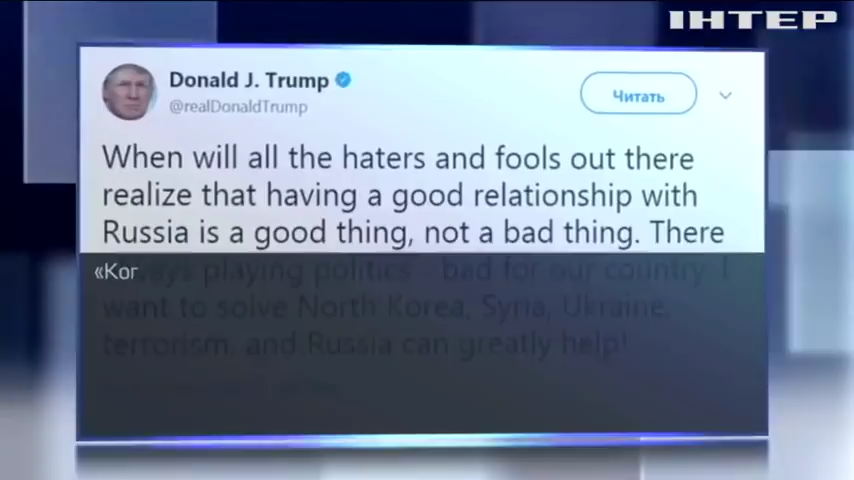 ІНТЕР
Donald J. Trump
@realDonaldTrump
Читать
When will all the haters and fools out there
realize that having a good relationship with
Russia is a good thing, not a bad thing. There
always playing politics - bad for our country. I
want to solve North Korea, Syria, Ukraine,
terrorism, and Russia can greatly help!
«Ког